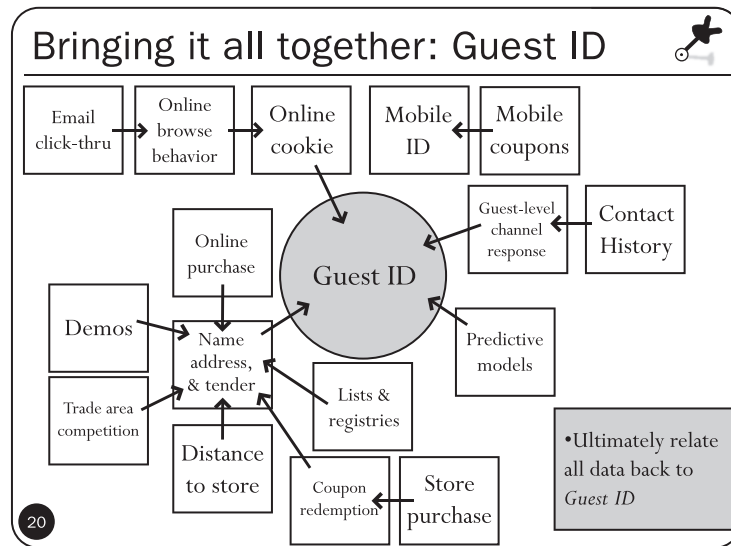 Bringing it all together: Guest ID
Email
click-thru
Online
browse
behavior
Online
cookie
Mobile
ID
Mobile
coupons
Guest-level
channel
response
Contact
History
Online
purchase
Guest ID
Demos
Name
address,
& tender
Predictive
models
Trade area
competition
Lists &
registries
Distance
to store
Coupon
redemption
Store
purchase
•Ultimately relate
all data back to
Guest ID
20